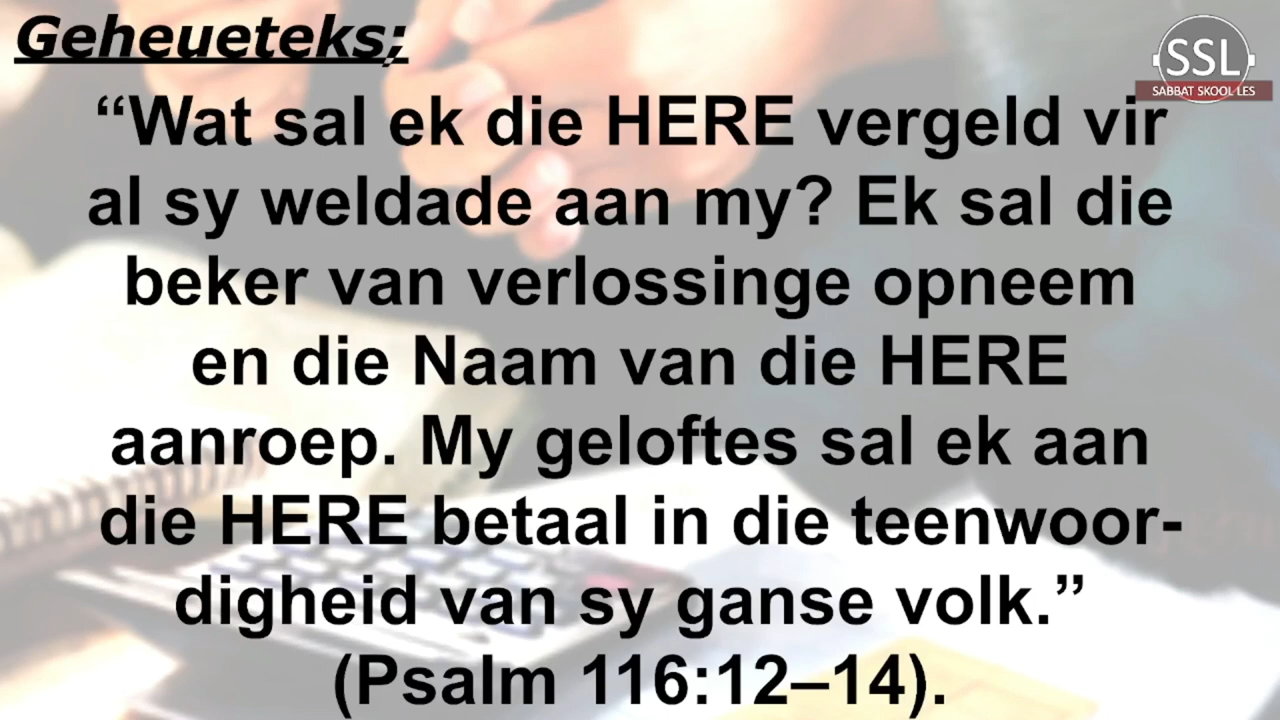 Geheueteks;
SSL
SABBAT SKOOL LES
“Wat sal ek die HERE vergeld vir
al sy weldade aan my? Ek sal die
beker van verlossinge opneem
en die Naam van die HERE
aanroep. My geloftes sal ek aan
die HERE betaal in die teenwoor-
digheid van sy ganse volk.”
(Psalm 116:12–14).